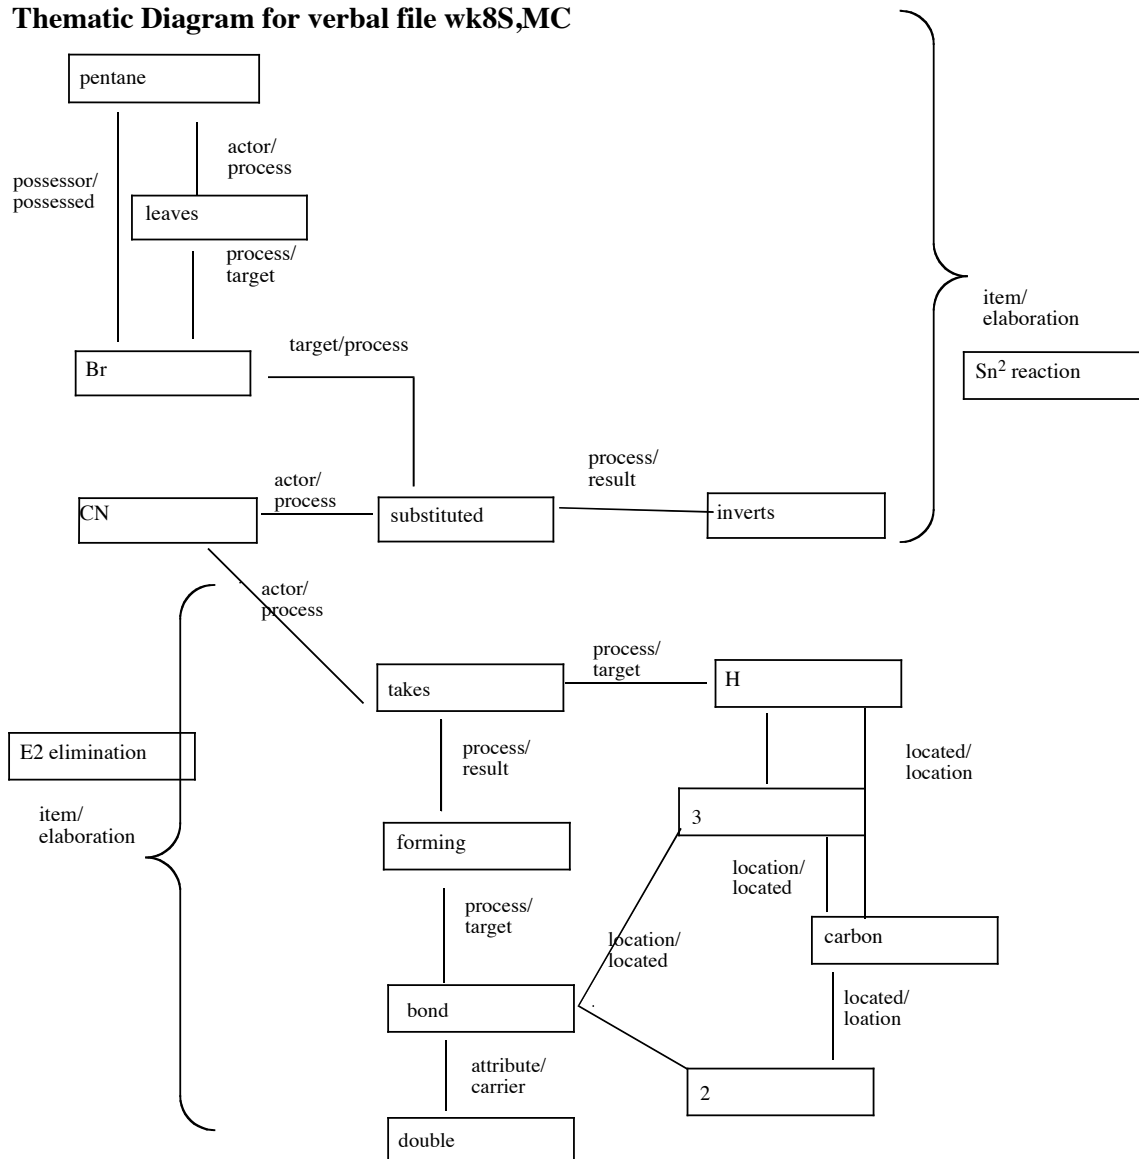 Thematic Diagram for verbal file wk8S,MC
pentane
actor/
process
possessor/
possessed
leaves
process/
target
item/
elaboration
target/process
Br
Sn² reaction
process/
result
actor/
process
CN
substituted
inverts
actor/
process
process/
target
takes
H
E2 elimination
process/
result
located/
location
item/
elaboration
3
forming
location/
located
process/
target
carbon
location/
located
bond
located/
loation
attribute/
carrier
2
double